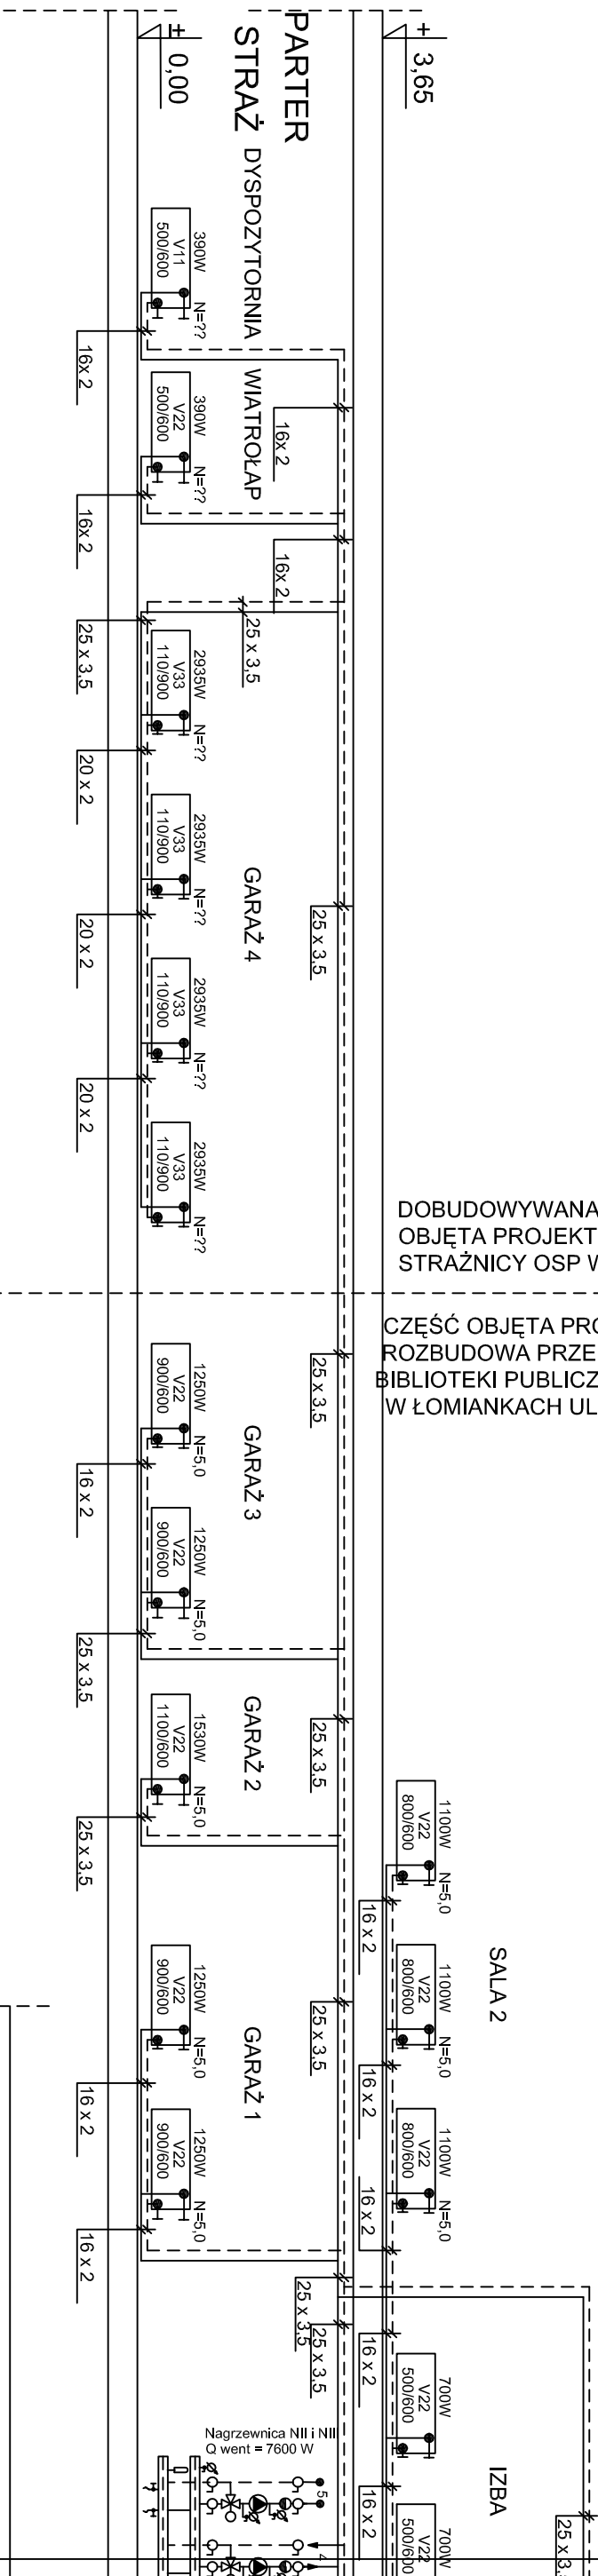 ± 0,00
PARTER
STRAŻ
+ 3,65
DYSPOZYTORNIA
390W
V11
500/600
N=??
16x 2
WIATROŁAP
390W
V22
500/600
N=??
16x 2
16x 2
16x 2
25 x 3,5
25 x 3,5
GARAŻ 4
2935W
V33
110/900
N=??
20 x 2
2935W
V33
110/900
N=??
20 x 2
2935W
V33
110/900
N=??
20 x 2
2935W
V33
110/900
N=??
25 x 3,5
DOBUDOWYWANA
OBJĘTA PROJEKT
STRAŻNICY OSP W
CZĘŚĆ OBJĘTA PRO
ROZBUDOWA PRZE
BIBLIOTEKI PUBLICZ
W ŁOMIANKACH UL
25 x 3,5
GARAŻ 3
1250W
V22
900/600
N=5,0
16 x 2
1250W
V22
900/600
N=5,0
25 x 3,5
GARAŻ 2
1530W
V22
1100/600
N=5,0
25 x 3,5
25 x 3,5
SALA 2
1100W
V22
800/600
N=5,0
16 x 2
1100W
V22
800/600
N=5,0
16 x 2
1100W
V22
800/600
N=5,0
16 x 2
GARAŻ 1
25 x 3,5
1250W
V22
900/600
N=5,0
16 x 2
1250W
V22
900/600
N=5,0
16 x 2
25 x 3,5
25 x 3,5
16 x 2
IZBA
700W
V22
500/600
16 x 2
700W
V22
500/600
25 x 3,5
Nagrzewnica NII i NIII
Q went = 7600 W
5
4